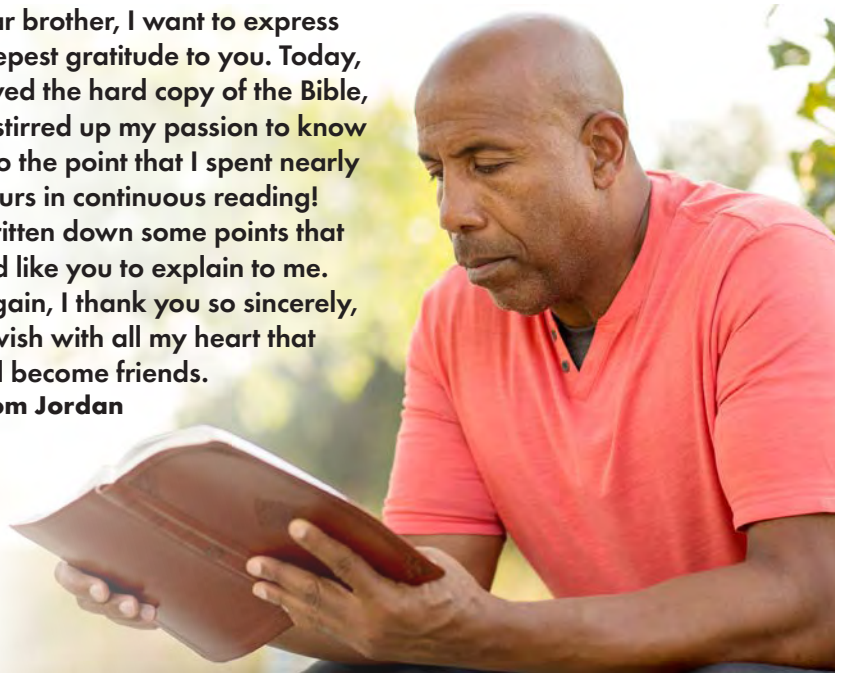 ar brother, I want to express
epest gratitude to you. Today,
ved the hard copy of the Bible,
stirred up my passion to know
o the point that I spent nearly
urs in continuous reading!
ritten down some points that
d like you to explain to me.
gain, I thank you so sincerely,
wish with all my heart that
d become friends.
om Jordan